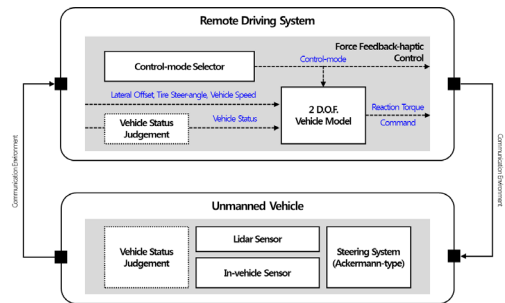 Remote Driving System
Force Feedback-haptic
Control
Control-mode
Control-mode Selector
Lateral Offset, Tire Steer-angle, Vehicle Speed
2 D.O.F.
Vehicle Model
Vehicle Status
Judgement
Vehicle Status
Reaction Torque
Command
Communication Environment
Communication Environment
Unmanned Vehicle
Vehicle Status
Judgement
Lidar Sensor
In-vehicle Sensor
Steering System
(Ackermann-type)